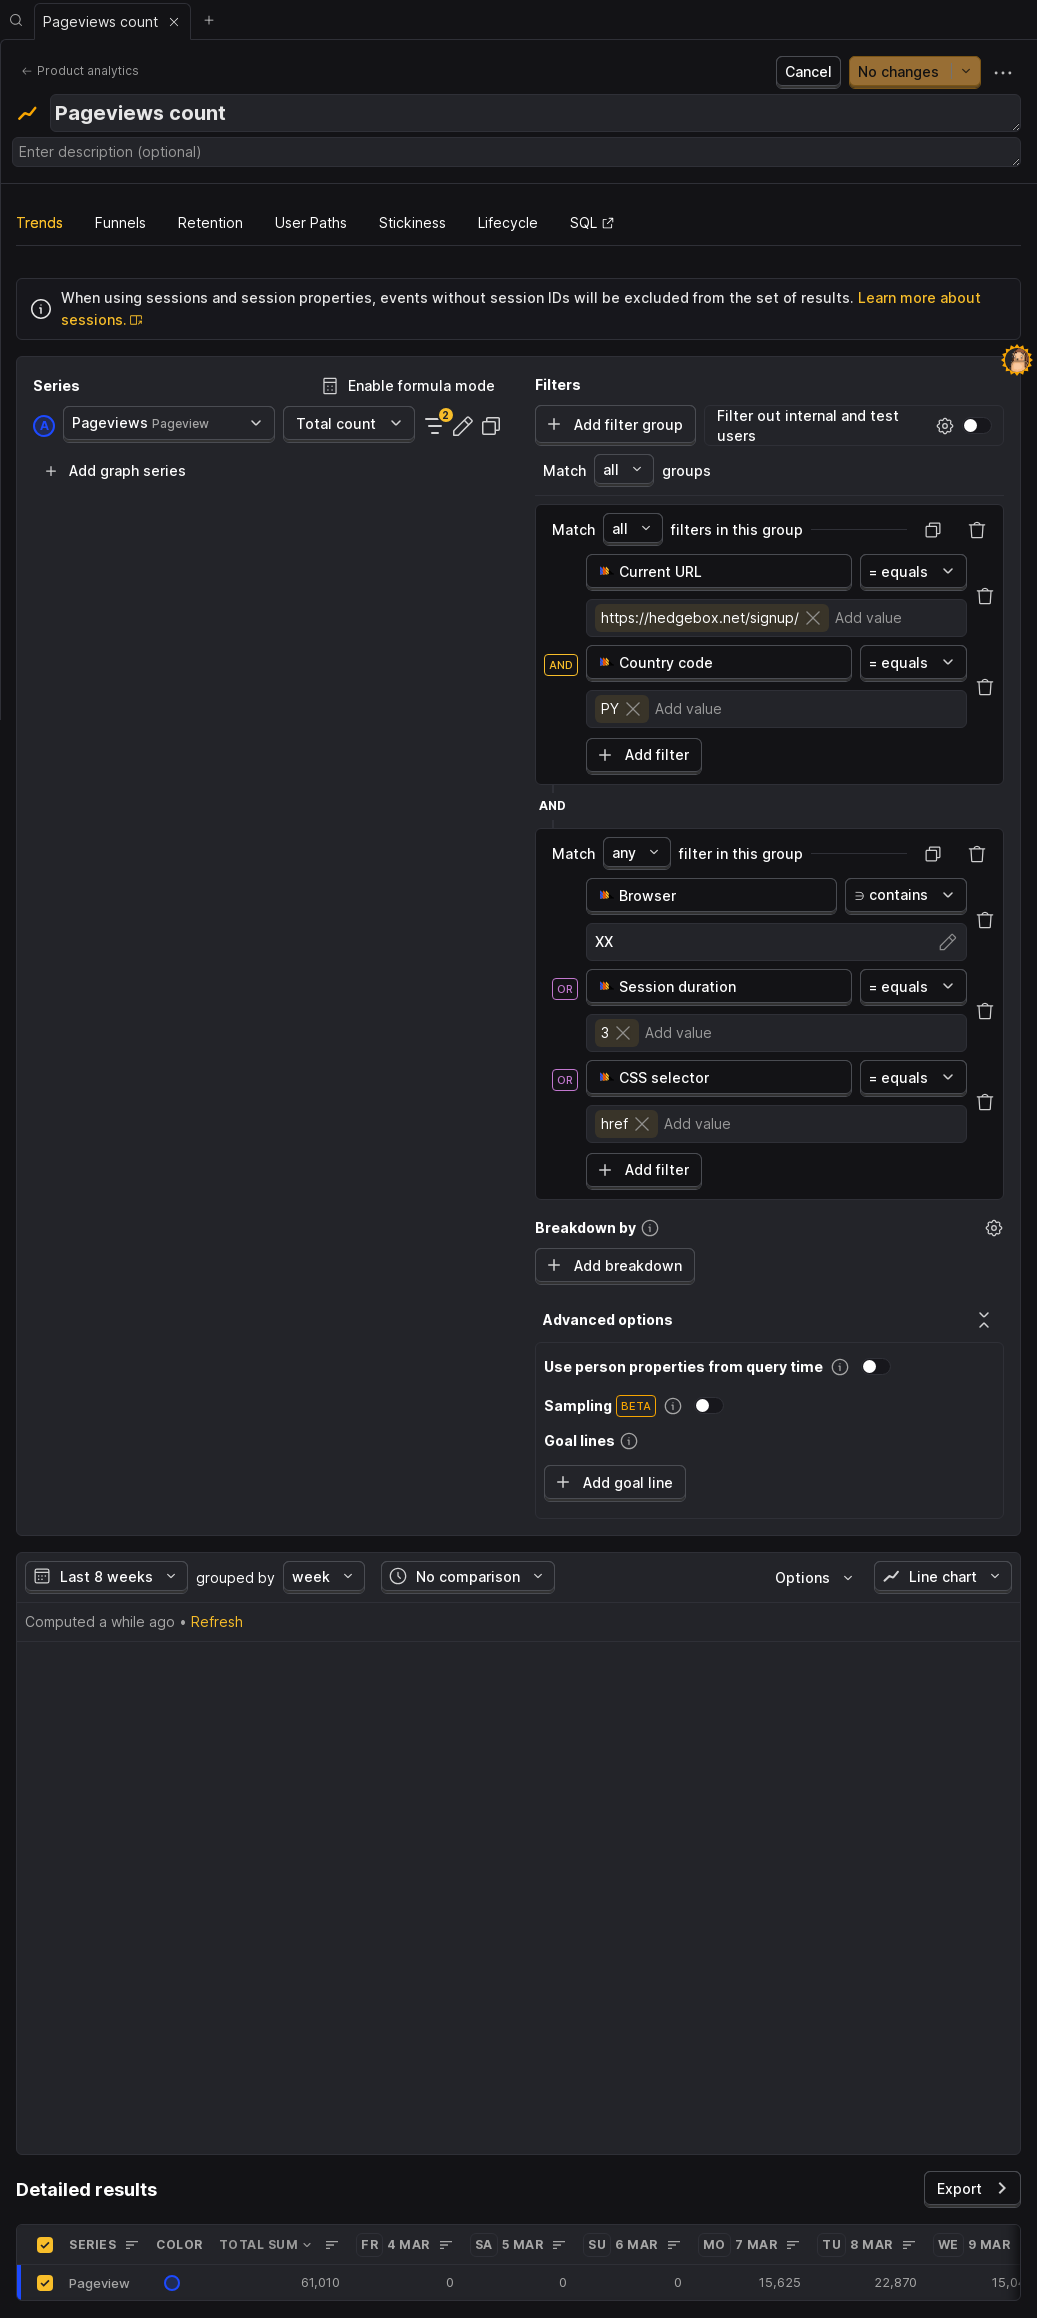 Pageviews count
Product analytics
Cancel
No changes
Pageviews count
Enter description (optional)
Trends
Funnels
Retention
User Paths
Stickiness
Lifecycle
SQL
When using sessions and session properties, events without session IDs will be excluded from the set of results. Learn more about
sessions.
Series
Enable formula mode
A
Pageviews Pageview
Total count
2
Add graph series
Filters
Add filter group
Filter out internal and test
users
Match all groups
Match all filters in this group
Current URL
= equals
https://hedgebox.net/signup/
Add value
AND
Country code
= equals
PY
Add value
Add filter
AND
Match any filter in this group
Browser
∋ contains
XX
OR
Session duration
= equals
3
Add value
OR
CSS selector
= equals
href
Add value
Add filter
Breakdown by
Add breakdown
Advanced options
Use person properties from query time
Sampling BETA
Goal lines
Add goal line
Last 8 weeks
grouped by
week
No comparison
Options
Line chart
Computed a while ago • Refresh
Detailed results
Export
SERIES COLOR TOTAL SUM FR 4 MAR SA 5 MAR SU 6 MAR MO 7 MAR TU 8 MAR WE 9 MAR
Pageview 61,010 0 0 0 15,625 22,870